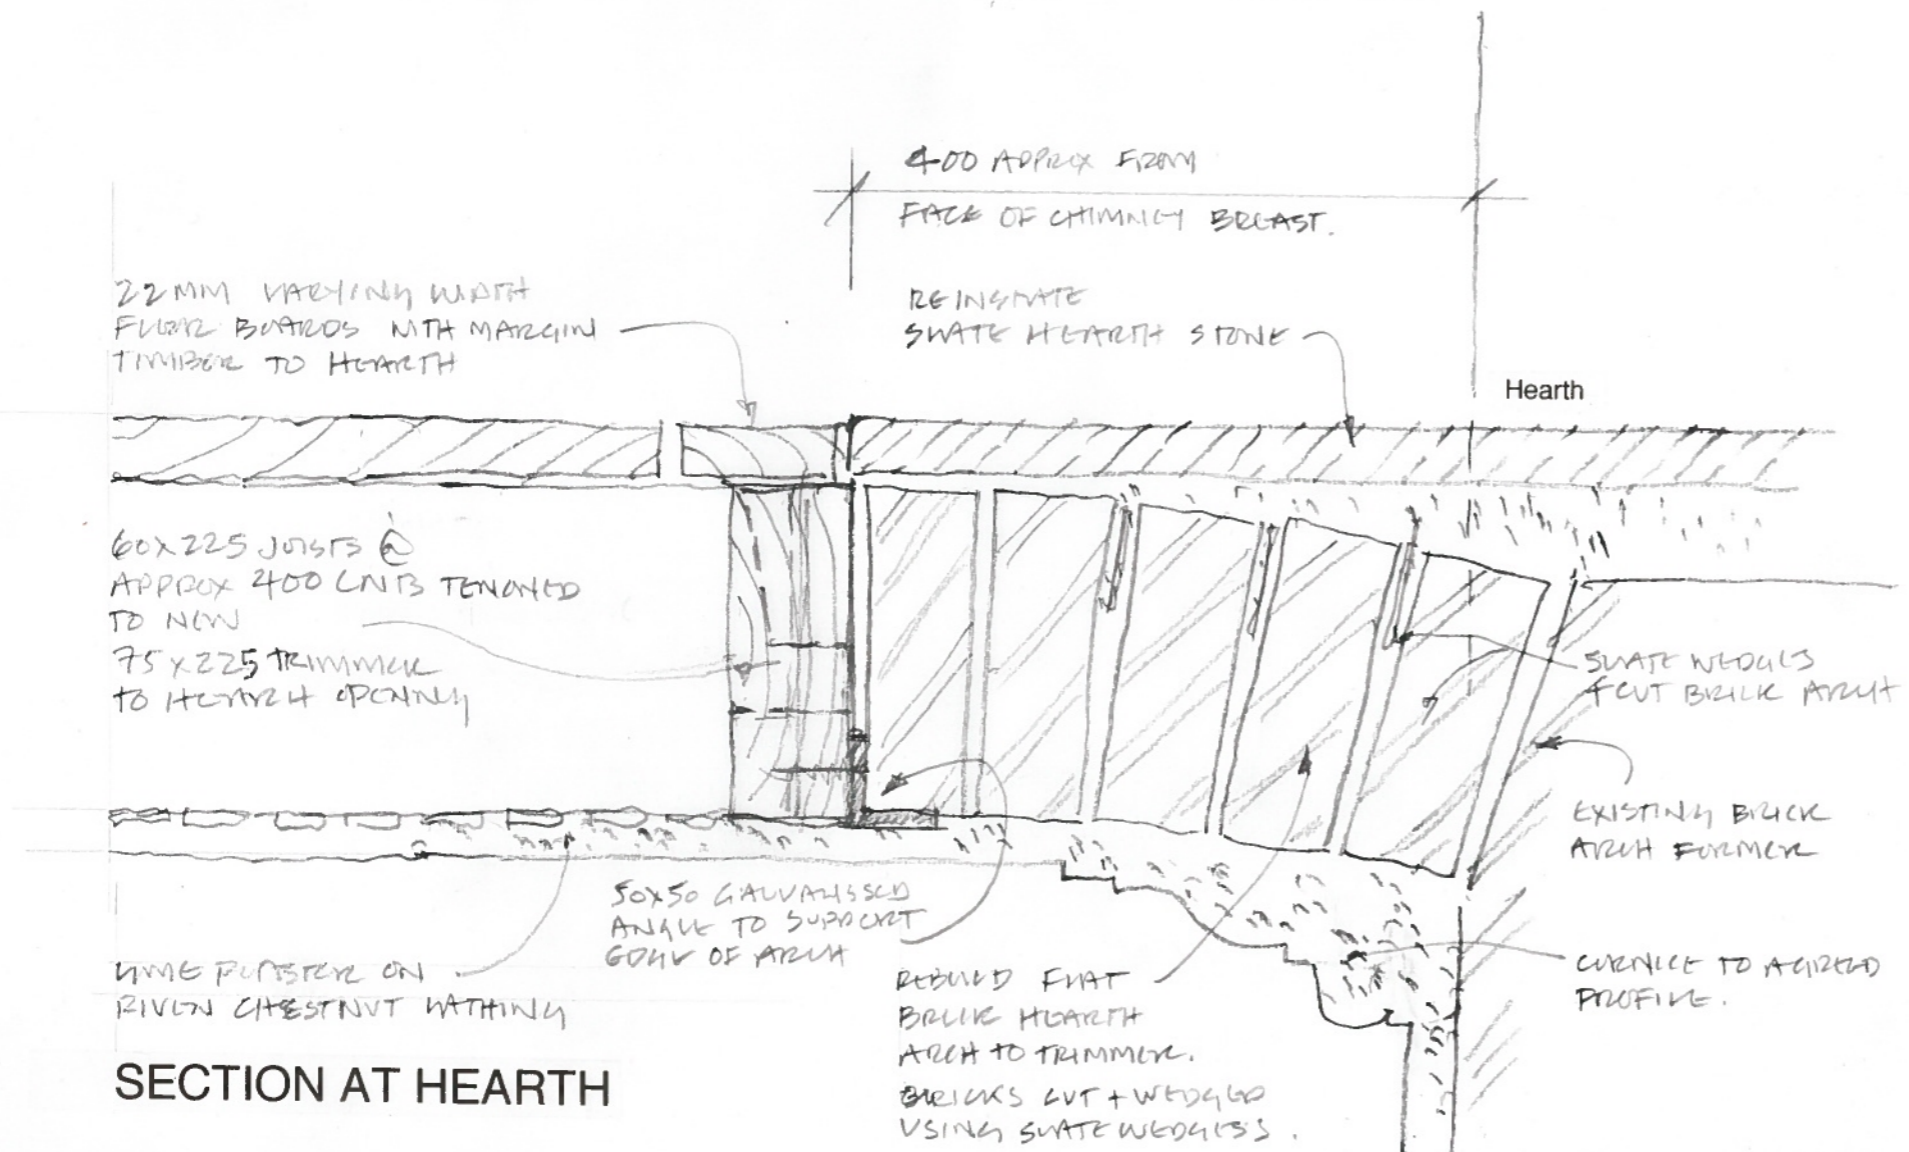 400 APPROX FROM
FACE OF CHIMNEY BREAST.
22MM VARYING WIDTH
FLOOR BOARDS WITH MARGIN
TIMBER TO HEARTH
REINSTATE
SLATE HEARTH STONE
Hearth
60X225 JOISTS @
APPROX 400 CNTS TENONED
TO NEW
75X225 TRIMMER
TO HEARTH OPENING
SLATE WEDGES
+ CUT BRICK ARCH
EXISTING BRICK
ARCH FORMER
50X50 GALVANISED
ANGLE TO SUPPORT
EDGE OF ARCH
LIME PLASTER ON
RIVEN CHESTNUT LATHING
REBUILD FLAT
BRICK HEARTH
ARCH TO TRIMMER.
BRICKS CUT + WEDGED
USING SLATE WEDGES.
CORNICE TO AGREED
PROFILE.
SECTION AT HEARTH